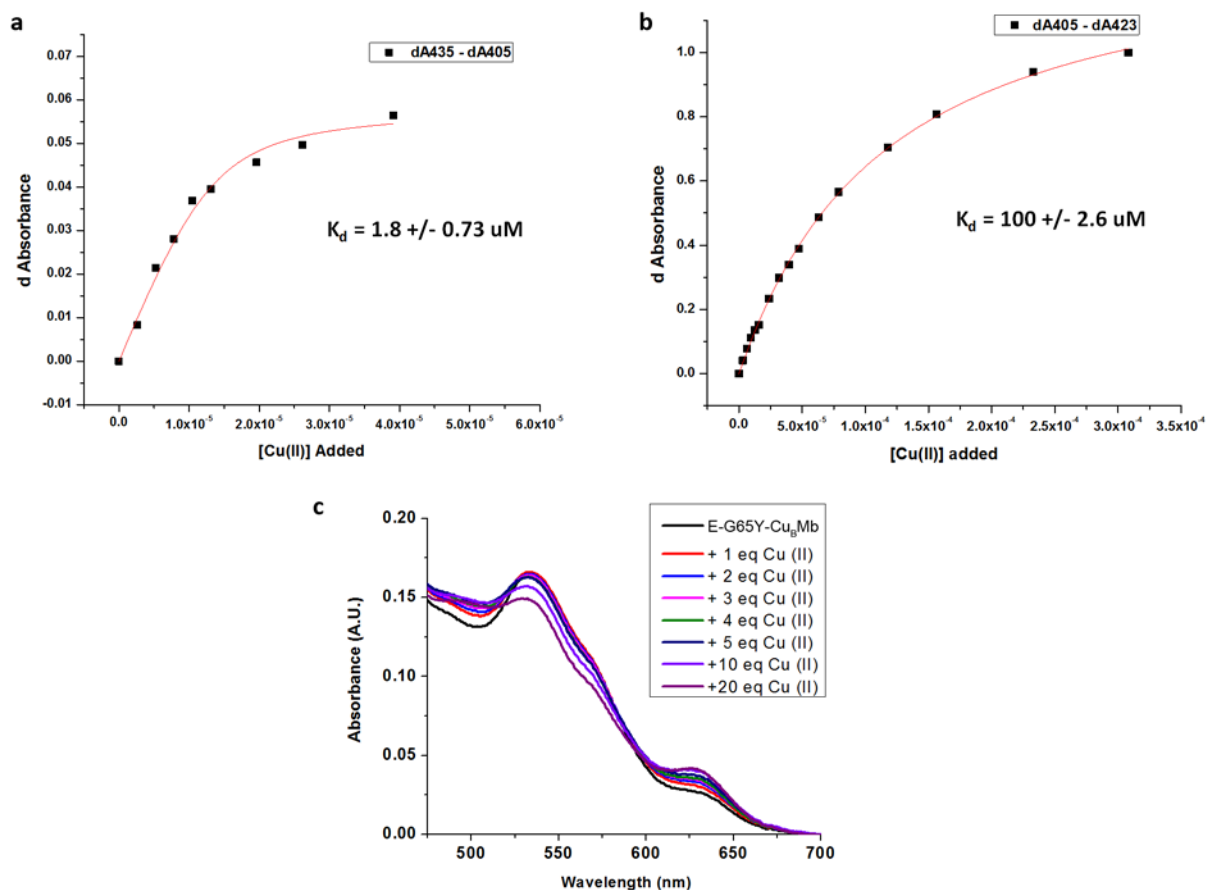 a
dA435 - dA405
0.07
0.06
0.05
0.04
0.03
0.02
0.01
0.00
-0.01
d Absorbance
K_d = 1.8 +/- 0.73 uM
0.0 1.0x10^-5 2.0x10^-5 3.0x10^-5 4.0x10^-5 5.0x10^-5 6.0x10^-5
[Cu(II)] Added
b
dA405 - dA423
1.0
0.8
0.6
0.4
0.2
0.0
d Absorbance
K_d = 100 +/- 2.6 uM
0.0 5.0x10^-5 1.0x10^-4 1.5x10^-4 2.0x10^-4 2.5x10^-4 3.0x10^-4 3.5x10^-4
[Cu(II)] added
c
0.20
0.15
0.10
0.05
0.00
Absorbance (A.U.)
E-G65Y-Cu_BMb
+ 1 eq Cu (II)
+ 2 eq Cu (II)
+ 3 eq Cu (II)
+ 4 eq Cu (II)
+ 5 eq Cu (II)
+10 eq Cu (II)
+20 eq Cu (II)
500 550 600 650 700
Wavelength (nm)